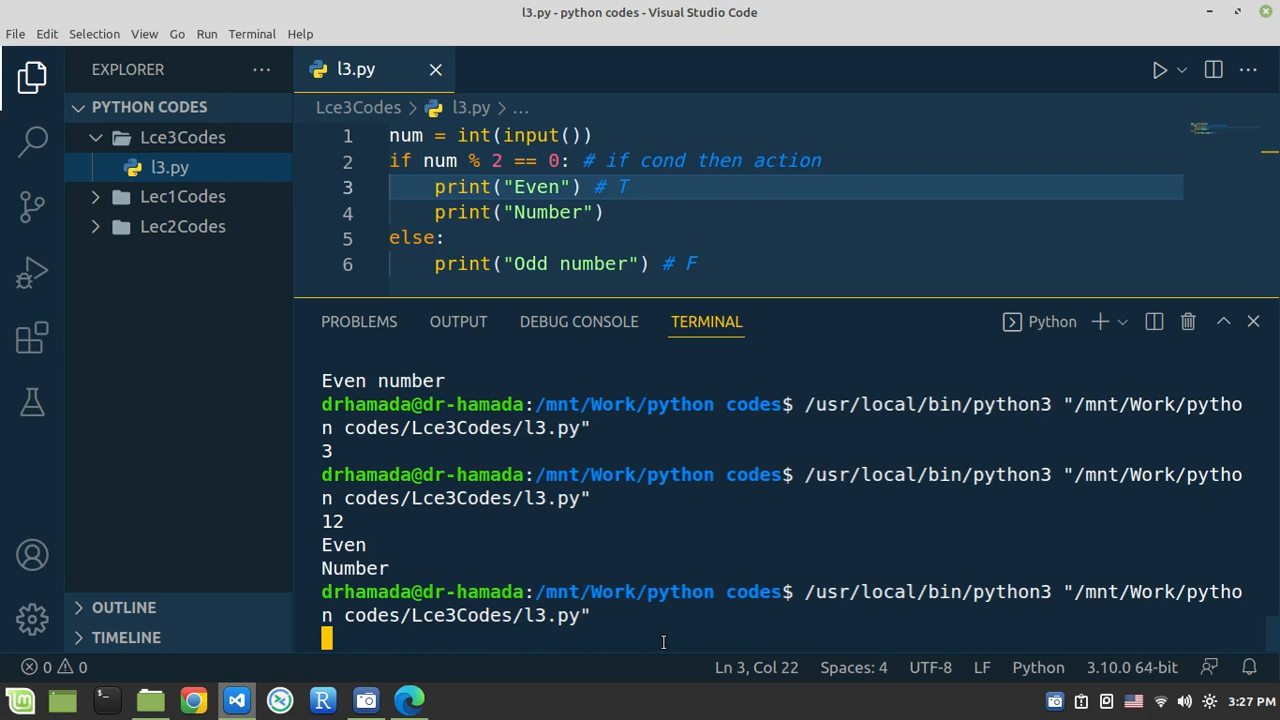 l3.py - python codes - Visual Studio Code
File Edit Selection View Go Run Terminal Help
EXPLORER
PYTHON CODES
Lce3Codes
l3.py
Lec1Codes
Lec2Codes
OUTLINE
TIMELINE
l3.py
Lce3Codes > l3.py > ...
1 num = int(input())
2 if num % 2 == 0: # if cond then action
3     print("Even") # T
4     print("Number")
5 else:
6     print("Odd number") # F
PROBLEMS OUTPUT DEBUG CONSOLE TERMINAL Python
Even number
drhamada@dr-hamada:/mnt/Work/python codes$ /usr/local/bin/python3 "/mnt/Work/pytho
n codes/Lce3Codes/l3.py"
3
drhamada@dr-hamada:/mnt/Work/python codes$ /usr/local/bin/python3 "/mnt/Work/pytho
n codes/Lce3Codes/l3.py"
12
Even
Number
drhamada@dr-hamada:/mnt/Work/python codes$ /usr/local/bin/python3 "/mnt/Work/pytho
n codes/Lce3Codes/l3.py"
0 0 Ln 3, Col 22 Spaces: 4 UTF-8 LF Python 3.10.0 64-bit
R 3:27 PM